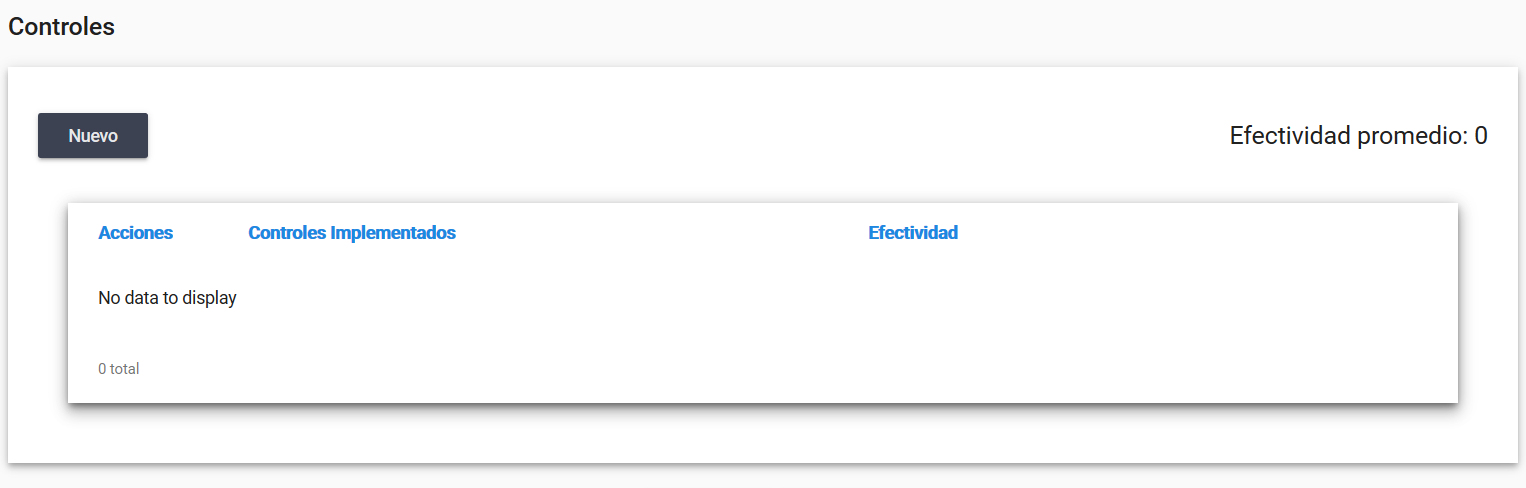 Controles
Nuevo
Efectividad promedio: 0
Acciones Controles Implementados Efectividad
No data to display
0 total